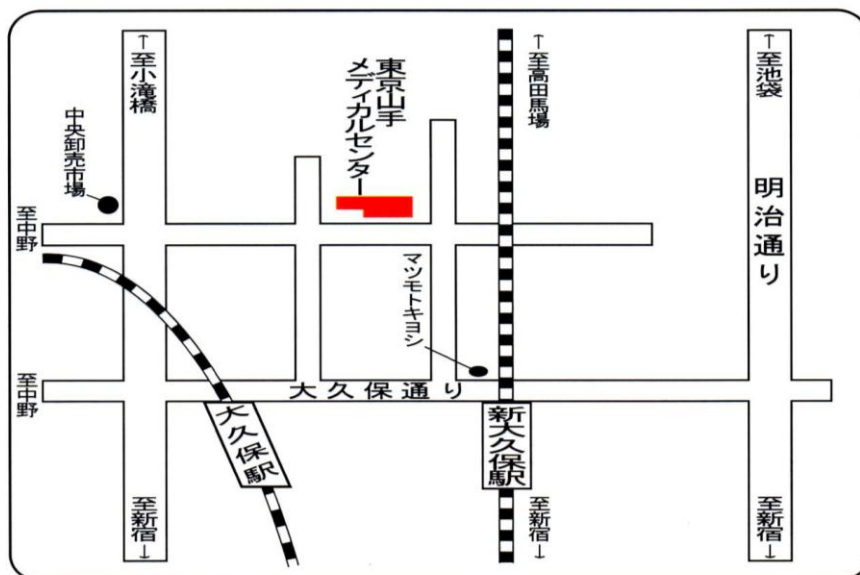 ←至小滝橋
東京山手
メディカルセンター
←至高田馬場
←至池袋
中央卸売市場
至中野
明治通り
マツモトキヨシ
至中野
大久保通り
大久保駅
新大久保駅
至新宿→
至新宿→
至新宿→